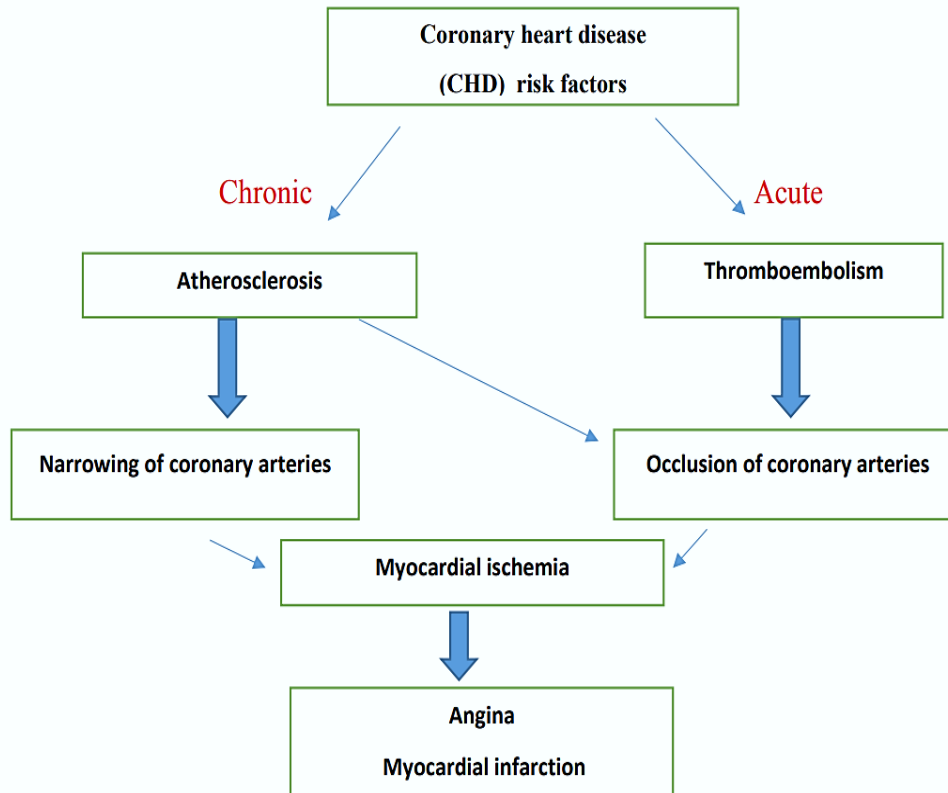 Coronary heart disease
(CHD) risk factors
Chronic
Acute
Atherosclerosis
Thromboembolism
Narrowing of coronary arteries
Occlusion of coronary arteries
Myocardial ischemia
Angina
Myocardial infarction